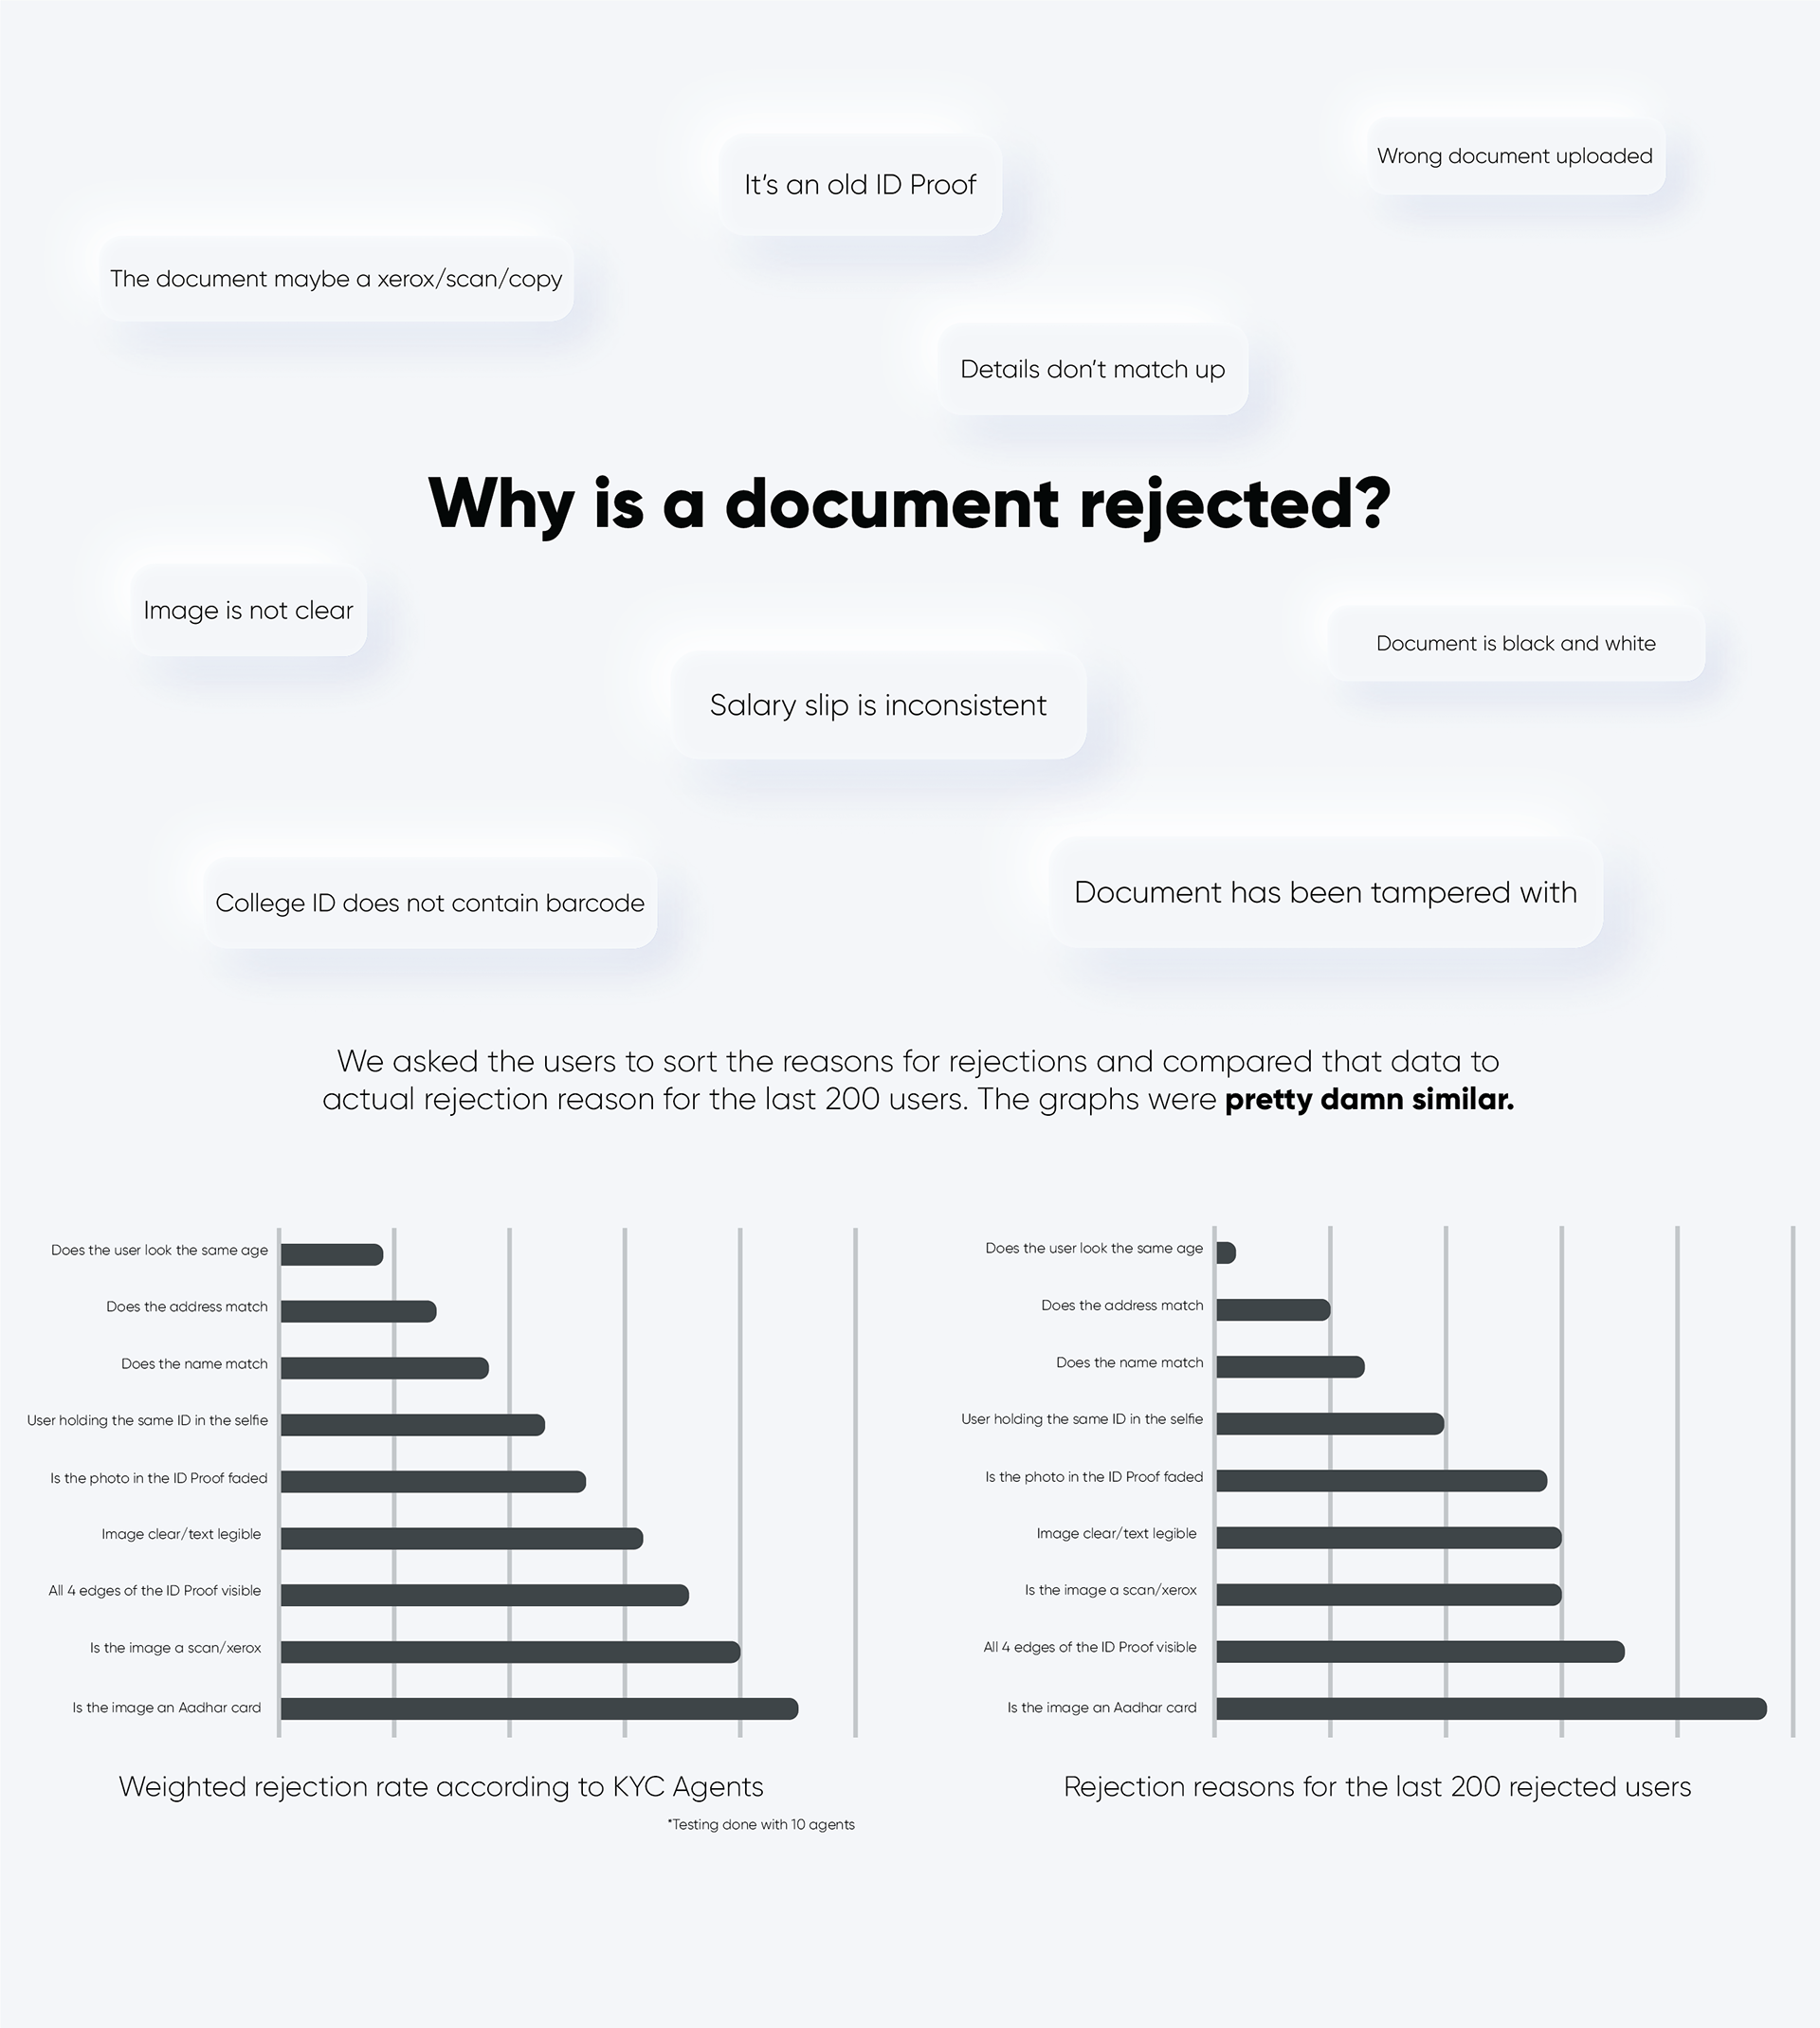 It’s an old ID Proof
Wrong document uploaded
The document maybe a xerox/scan/copy
Details don’t match up
Why is a document rejected?
Image is not clear
Document is black and white
Salary slip is inconsistent
College ID does not contain barcode
Document has been tampered with
We asked the users to sort the reasons for rejections and compared that data to
actual rejection reason for the last 200 users. The graphs were pretty damn similar.
Does the user look the same age
Does the address match
Does the name match
User holding the same ID in the selfie
Is the photo in the ID Proof faded
Image clear/text legible
All 4 edges of the ID Proof visible
Is the image a scan/xerox
Is the image an Aadhar card
Weighted rejection rate according to KYC Agents
*Testing done with 10 agents
Does the user look the same age
Does the address match
Does the name match
User holding the same ID in the selfie
Is the photo in the ID Proof faded
Image clear/text legible
Is the image a scan/xerox
All 4 edges of the ID Proof visible
Is the image an Aadhar card
Rejection reasons for the last 200 rejected users